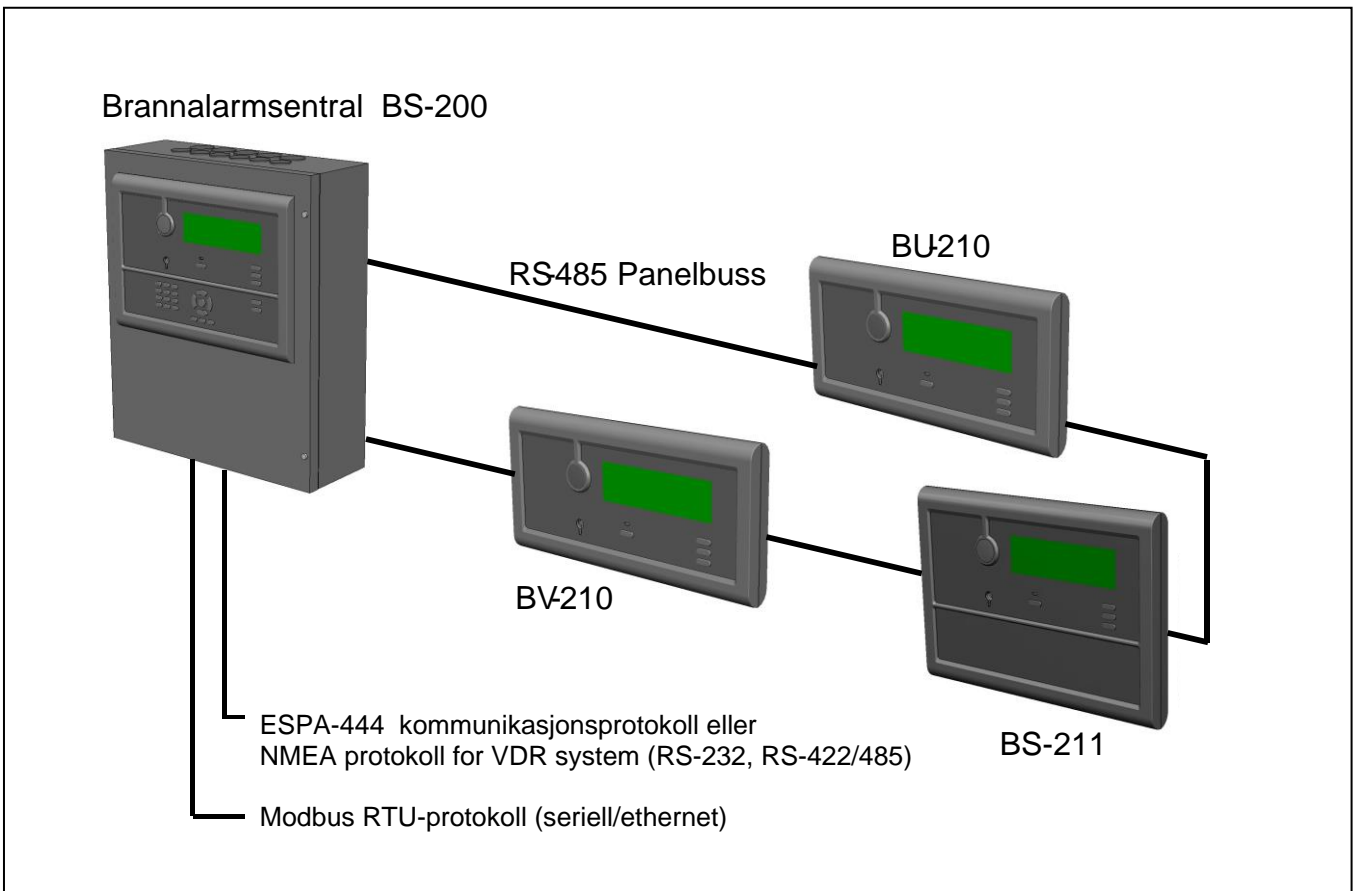 Brannalarmsentral BS-200
BU-210
RS-485 Panelbuss
BV-210
BS-211
ESPA-444 kommunikasjonsprotokoll eller
NMEA protokoll for VDR system (RS-232, RS-422/485)
Modbus RTU-protokoll (seriell/ethernet)